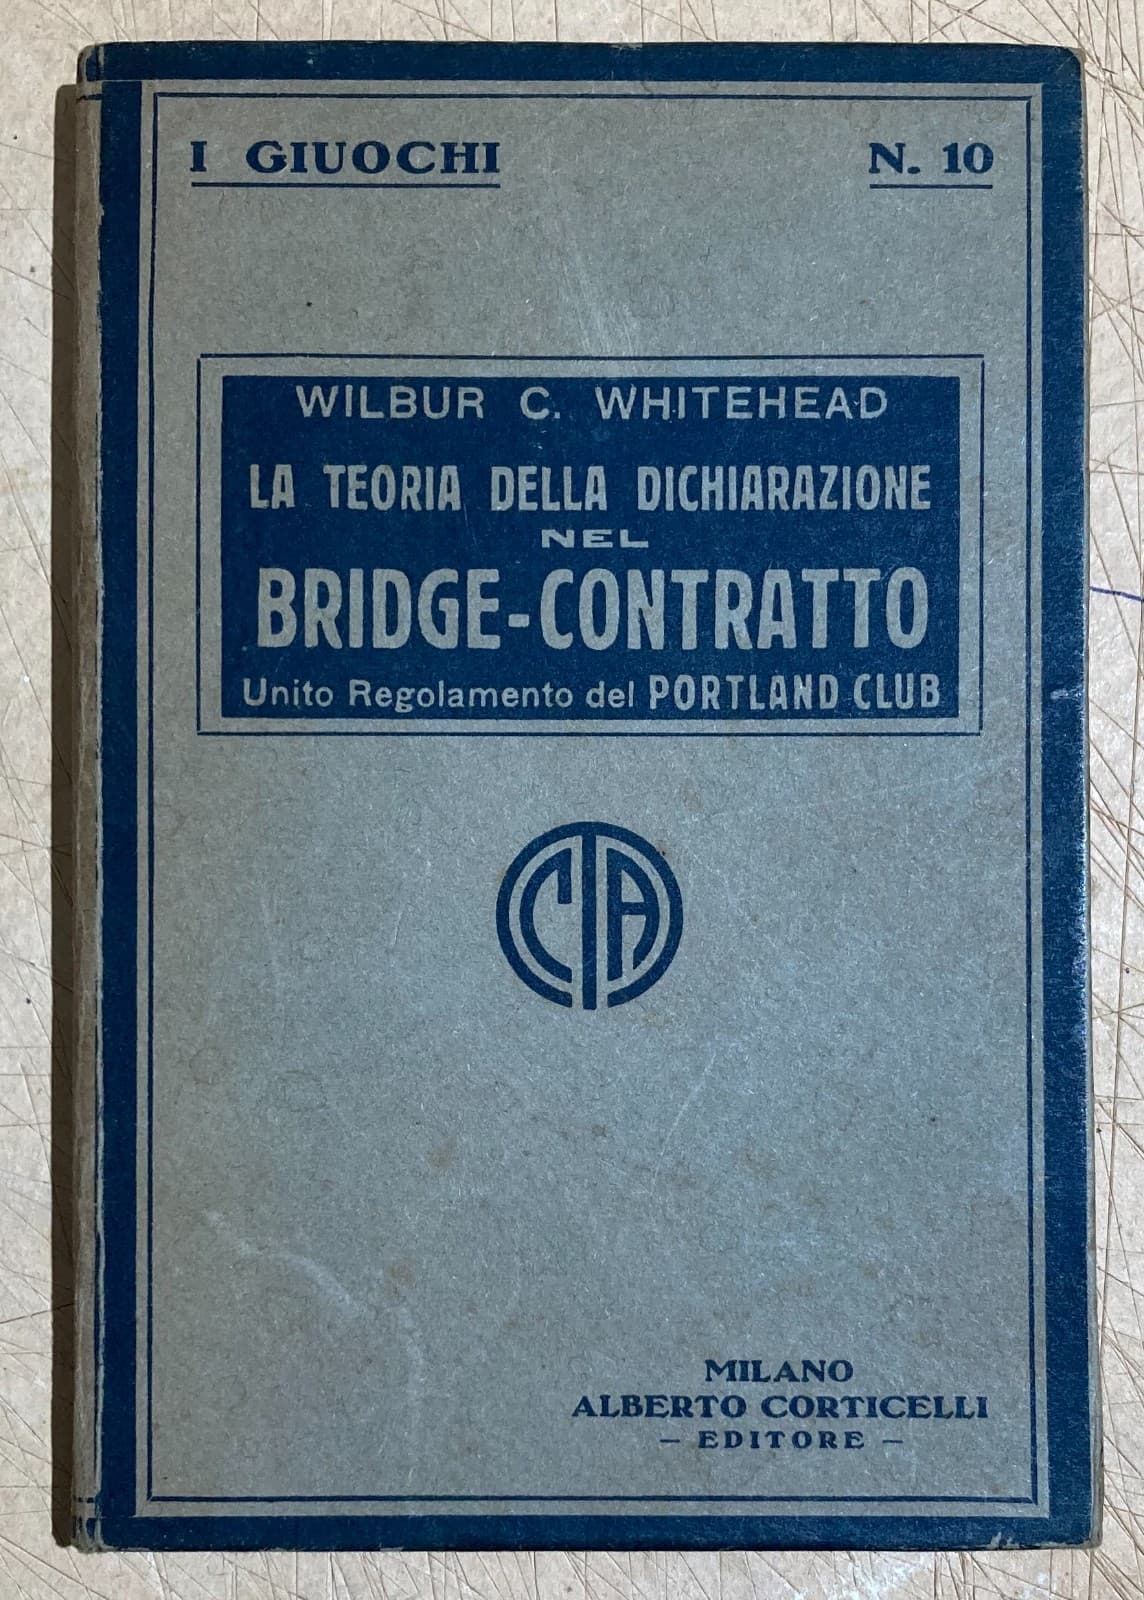 I GIUOCHI N. 10
WILBUR C. WHITEHEAD
LA TEORIA DELLA DICHIARAZIONE
NEL
BRIDGE-CONTRATTO
Unito Regolamento del PORTLAND CLUB
CTA
MILANO
ALBERTO CORTICELLI
- EDITORE -